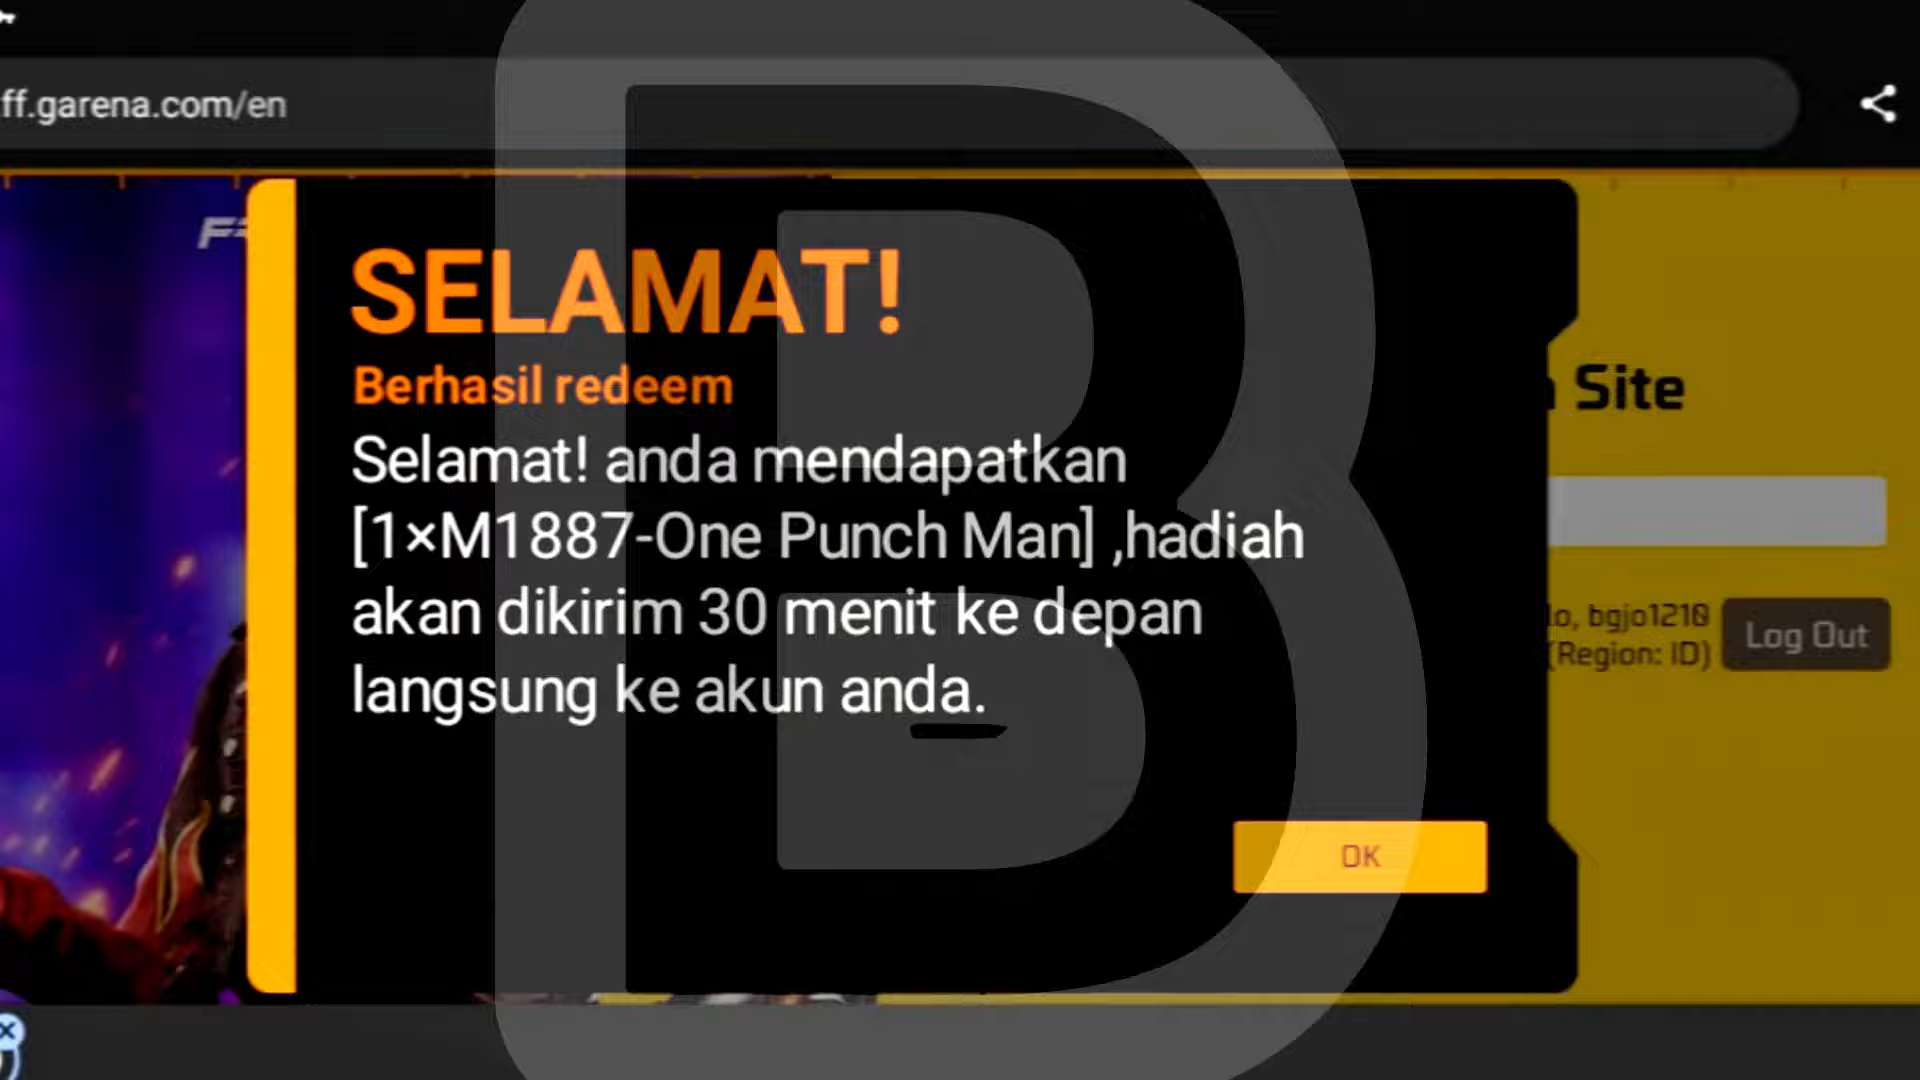 ff.garena.com/en
SELAMAT!
Berhasil redeem
Selamat! anda mendapatkan
[1×M1887-One Punch Man] ,hadiah
akan dikirim 30 menit ke depan
langsung ke akun anda.
OK
Site
bgjo1210
(Region: ID)
Log Out
B